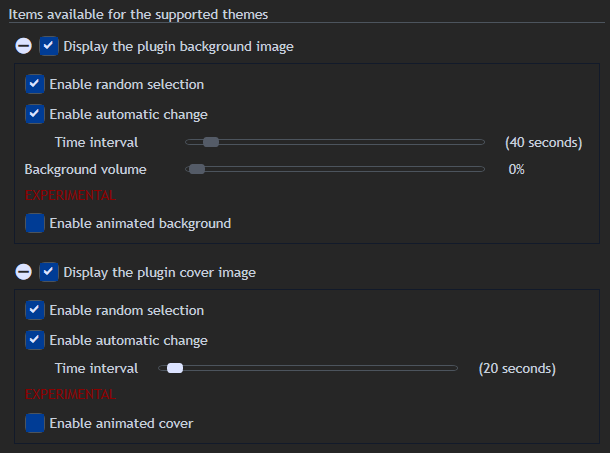 Items available for the supported themes
Display the plugin background image
Enable random selection
Enable automatic change
Time interval (40 seconds)
Background volume 0%
EXPERIMENTAL
Enable animated background
Display the plugin cover image
Enable random selection
Enable automatic change
Time interval (20 seconds)
EXPERIMENTAL
Enable animated cover